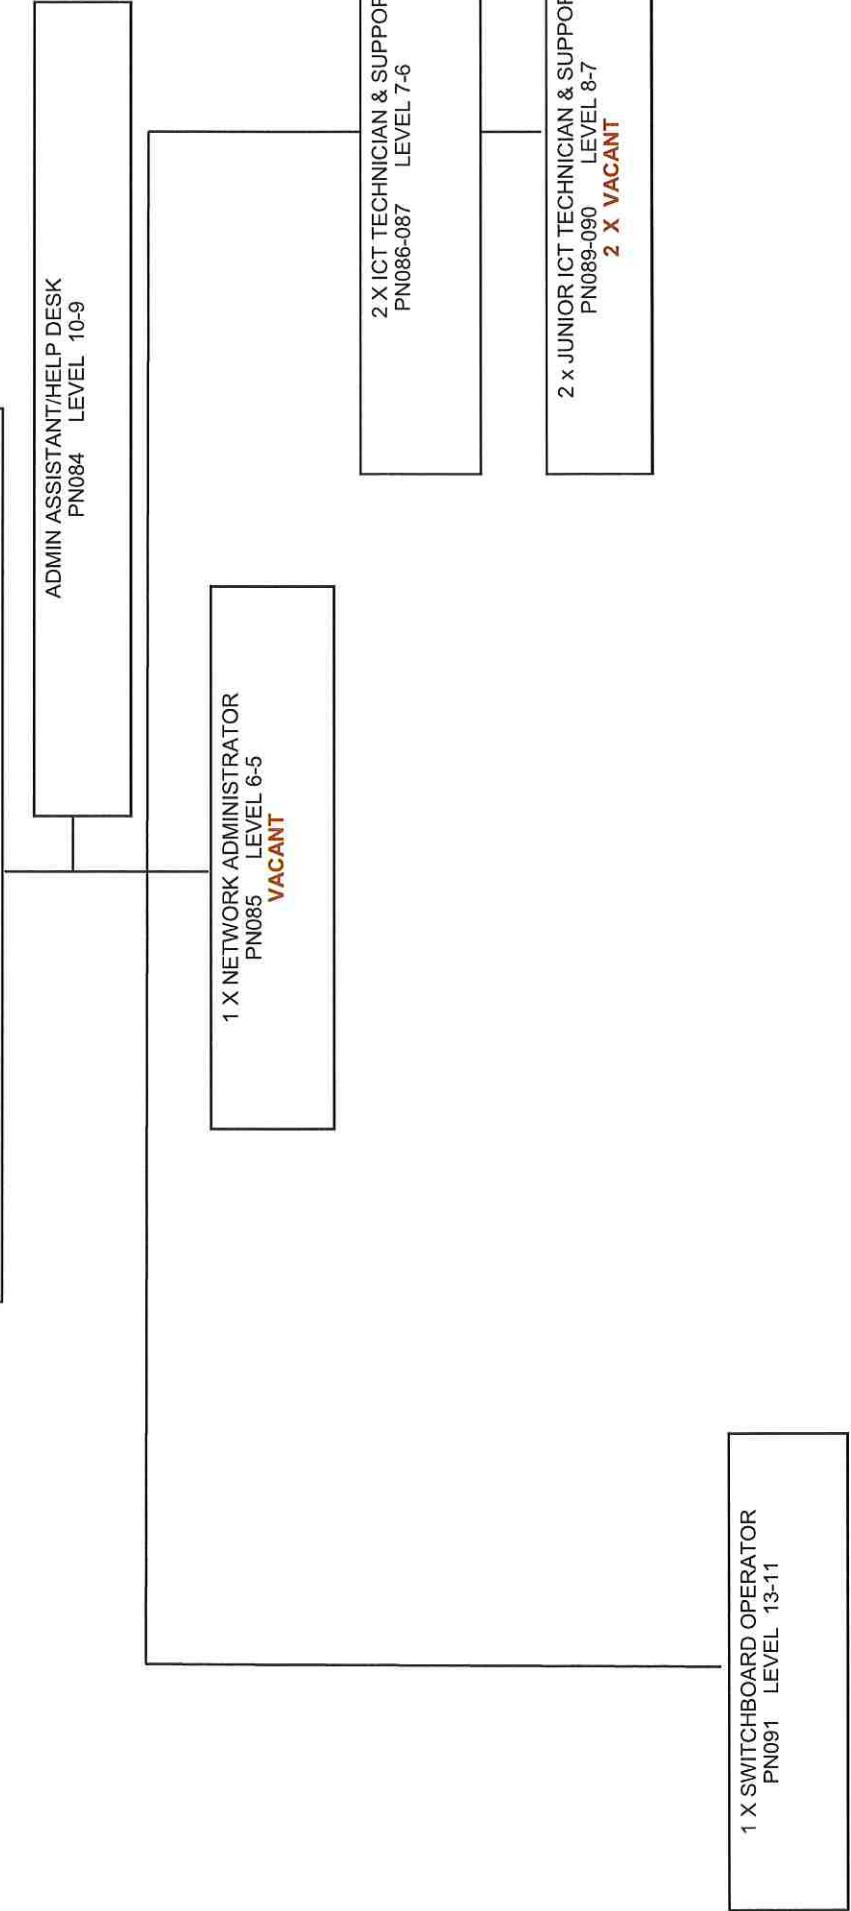 ADMIN ASSISTANT/HELP DESK
PN084 LEVEL 10-9
1 X NETWORK ADMINISTRATOR
PN085 LEVEL 6-5
VACANT
2 X ICT TECHNICIAN & SUPPOR
PN086-087 LEVEL 7-6
2 x JUNIOR ICT TECHNICIAN & SUPPOR
PN089-090 LEVEL 8-7
2 X VACANT
1 X SWITCHBOARD OPERATOR
PN091 LEVEL 13-11